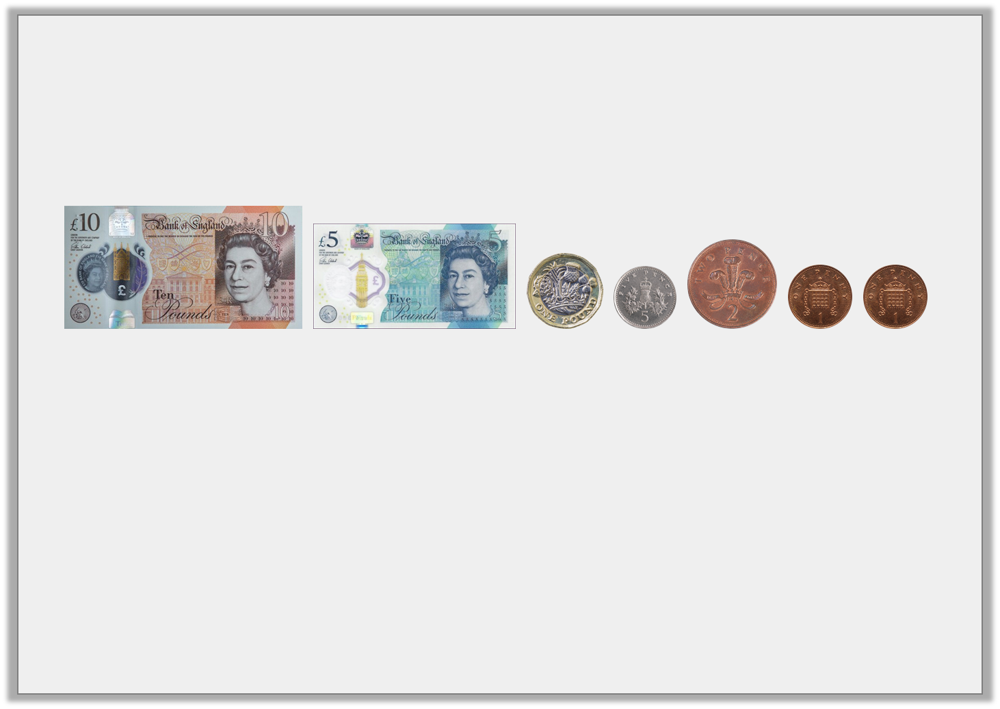 £10
Bank of England
10
Ten
Pounds
£
£5
Bank of England
5
£
Five
Pounds
ONE POUND
FIVE PENCE
5
TWO PENCE
2
ONE PENNY
1
ONE PENNY
1